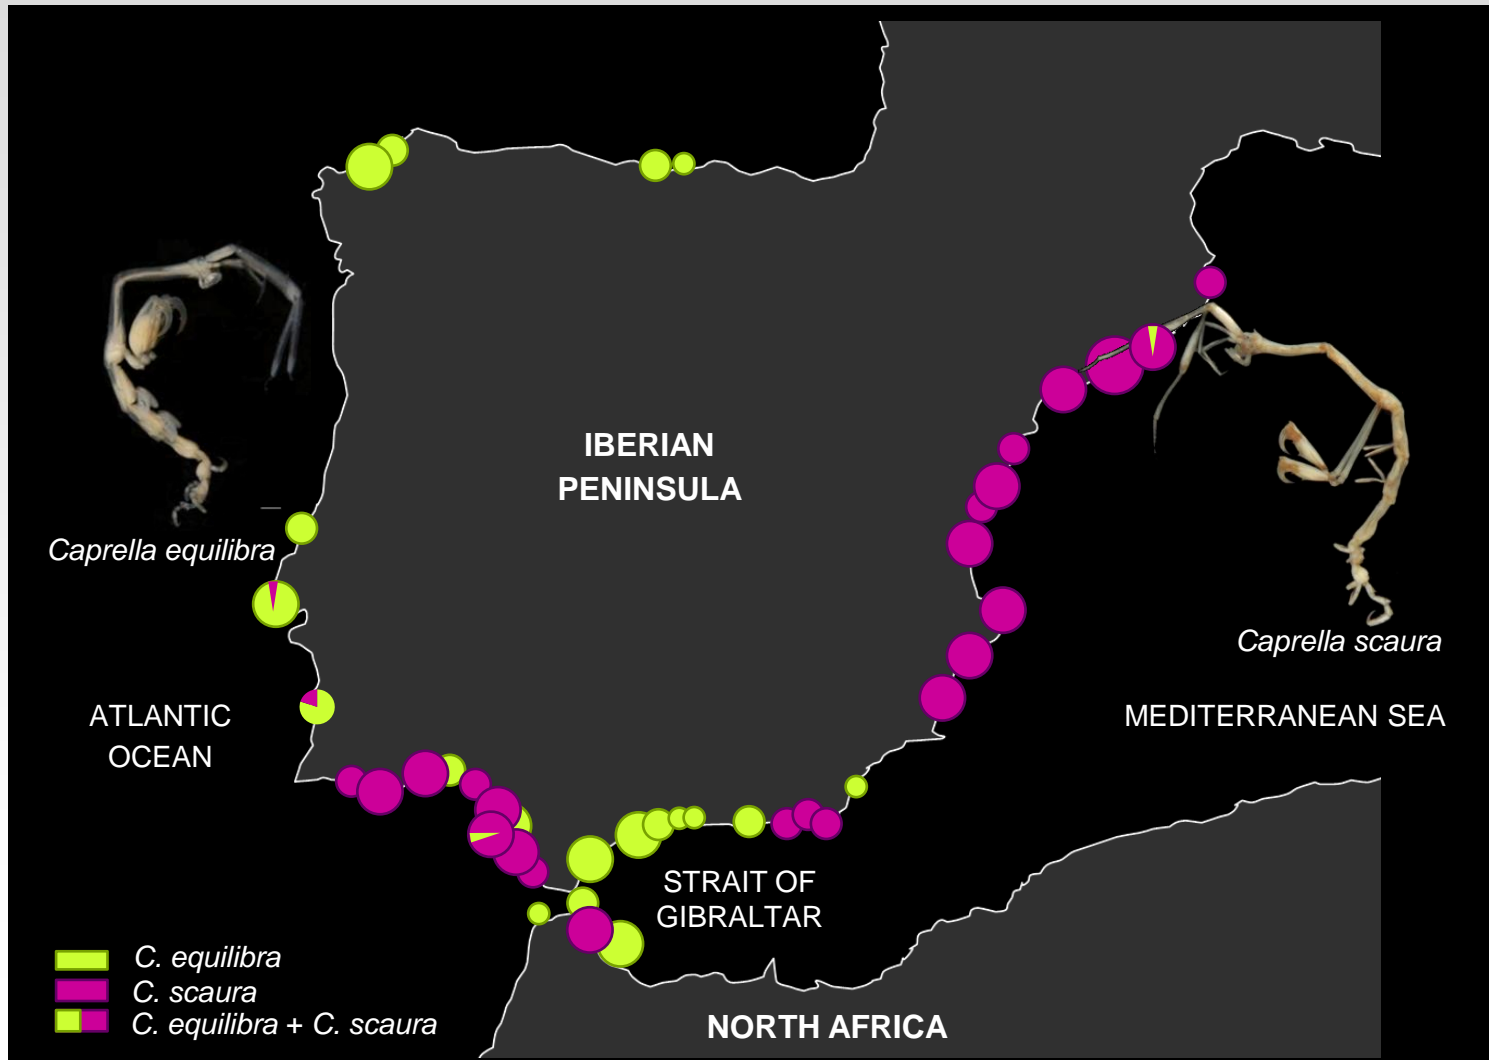 IBERIAN
PENINSULA
Caprella equilibra
Caprella scaura
ATLANTIC
OCEAN
MEDITERRANEAN SEA
STRAIT OF
GIBRALTAR
C. equilibra
C. scaura
C. equilibra + C. scaura
NORTH AFRICA